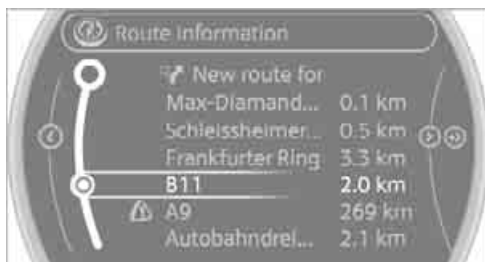 Route information
New route for
Max-Diamand... 0.1 km
Schleissheimer... 0.5 km
Frankfurter Ring 3.3 km
B11 2.0 km
A9 269 km
Autobahndrei... 2.1 km